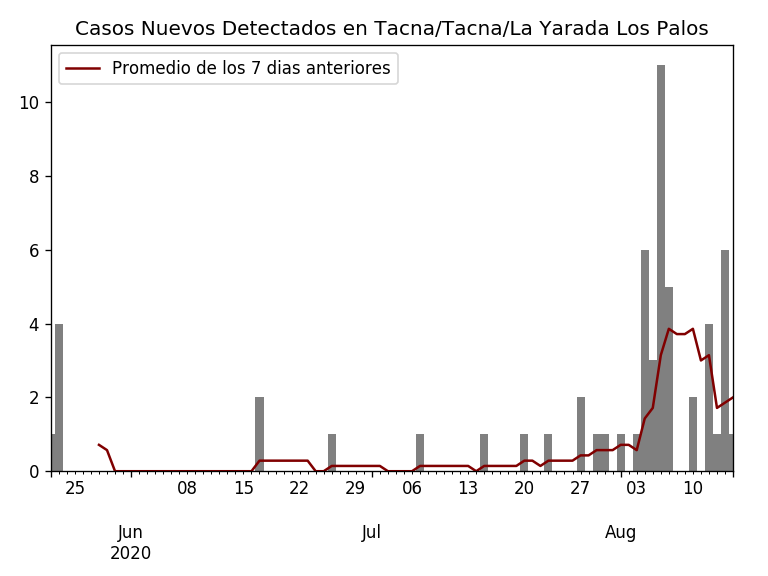 Casos Nuevos Detectados en Tacna/Tacna/La Yarada Los Palos
Promedio de los 7 dias anteriores
10
8
6
4
2
0
25 08 15 22 29 06 13 20 27 03 10
Jun Jul Aug
2020